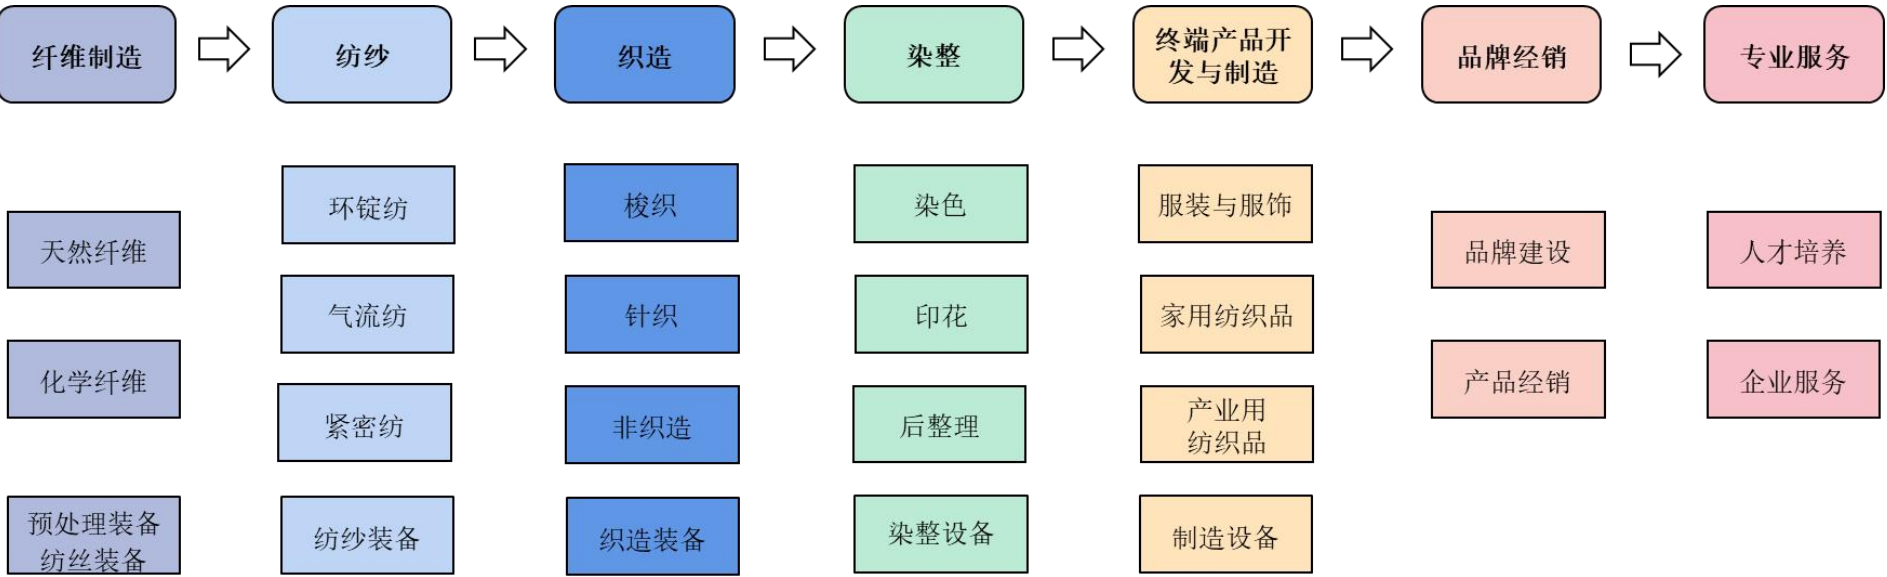 纤维制造
纺纱
织造
染整
终端产品开
发与制造
品牌经销
专业服务
天然纤维
化学纤维
预处理装备
纺丝装备
环锭纺
气流纺
紧密纺
纺纱装备
梭织
针织
非织造
织造装备
染色
印花
后整理
染整设备
服装与服饰
家用纺织品
产业用
纺织品
制造设备
品牌建设
产品经销
人才培养
企业服务